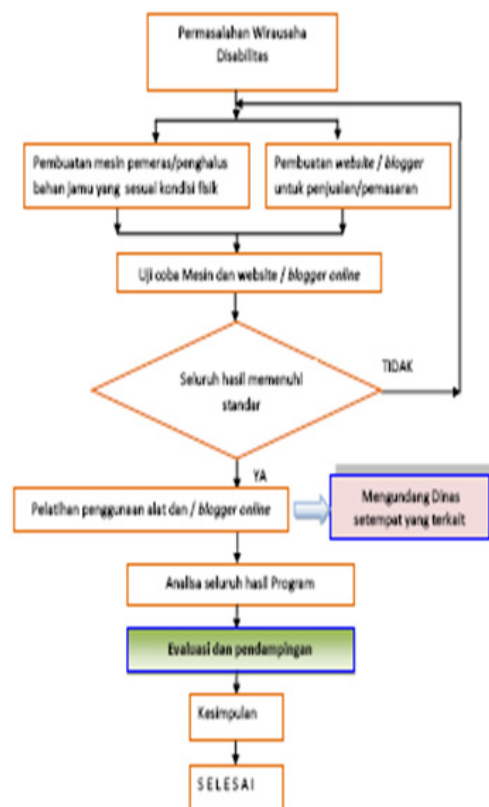 Permasalahan Wirausaha
Disabilitas
Pembuatan mesin pemeras/penghalus
bahan jamu yang sesuai kondisi fisik
Pembuatan website / blogger
untuk penjualan/pemasaran
Uji coba Mesin dan website / blogger online
Seluruh hasil memenuhi
standar
TIDAK
YA
Pelatihan penggunaan alat dan / blogger online
Mengundang Dinas
setempat yang terkait
Analisa seluruh hasil Program
Evaluasi dan pendampingan
Kesimpulan
S E L E S A I